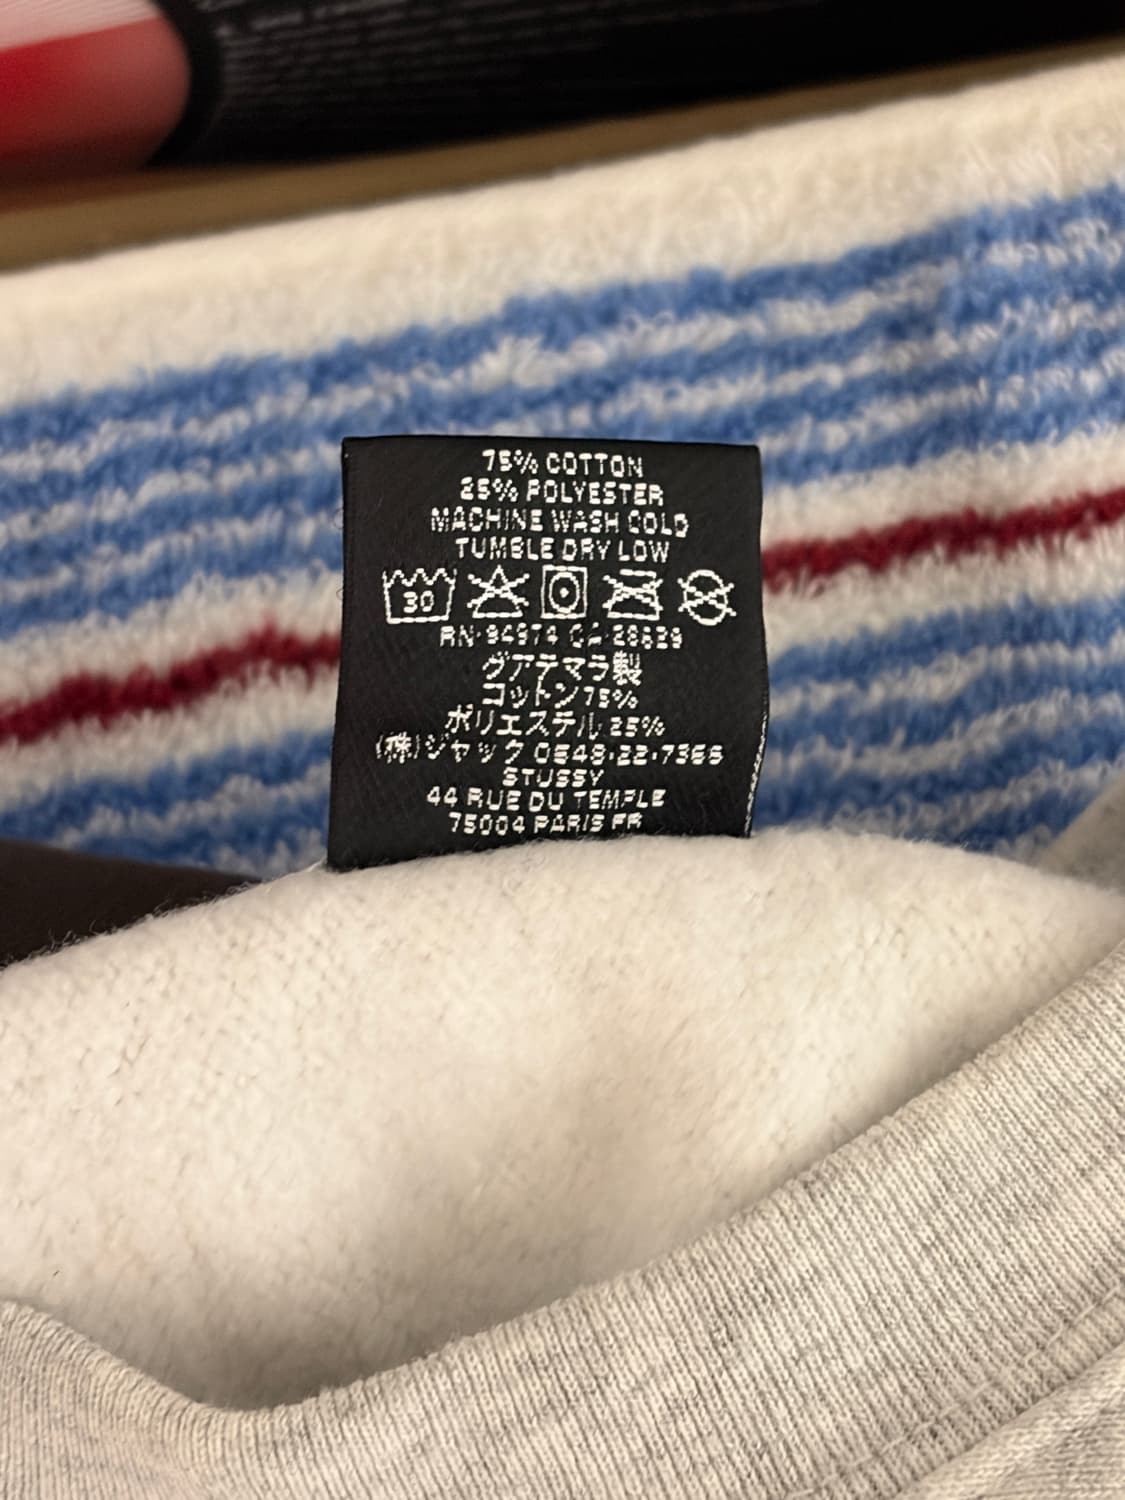 75% COTTON
25% POLYESTER
MACHINE WASH COLD
TUMBLE DRY LOW
30
RN 94974 CA 28629
グアテマラ製
コットン75%
ポリエステル 25%
(株)ジャック 0548-22-7366
STUSSY
44 RUE DU TEMPLE
75004 PARIS FR